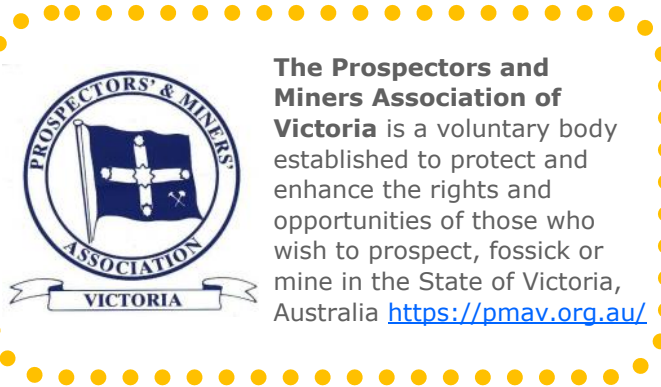 PROSPECTORS' & MINERS'
ASSOCIATION
VICTORIA
The Prospectors and
Miners Association of
Victoria is a voluntary body
established to protect and
enhance the rights and
opportunities of those who
wish to prospect, fossick or
mine in the State of Victoria,
Australia https://pmav.org.au/